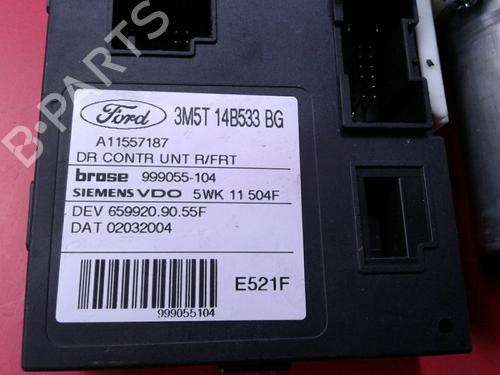 B-PARTS
Ford
3M5T 14B533 BG
A11557187
DR CONTR UNT R/FRT
brose 999055-104
SIEMENS VDO 5WK 11 504F
DEV 659920.90.55F
DAT 02032004
E521F
999055104